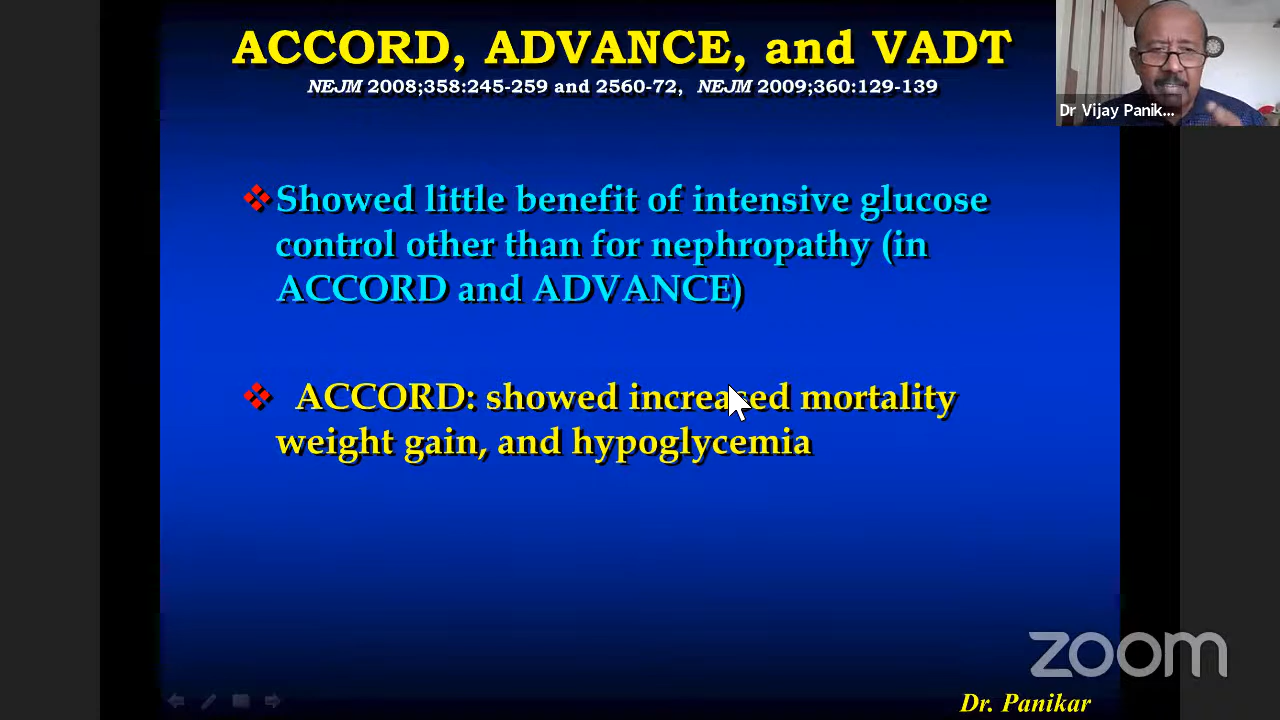 ACCORD, ADVANCE, and VADT
NEJM 2008;358:245-259 and 2560-72, NEJM 2009;360:129-139
Dr Vijay Panik...
Showed little benefit of intensive glucose
control other than for nephropathy (in
ACCORD and ADVANCE)
ACCORD: showed increased mortality
weight gain, and hypoglycemia
zoom
Dr. Panikar